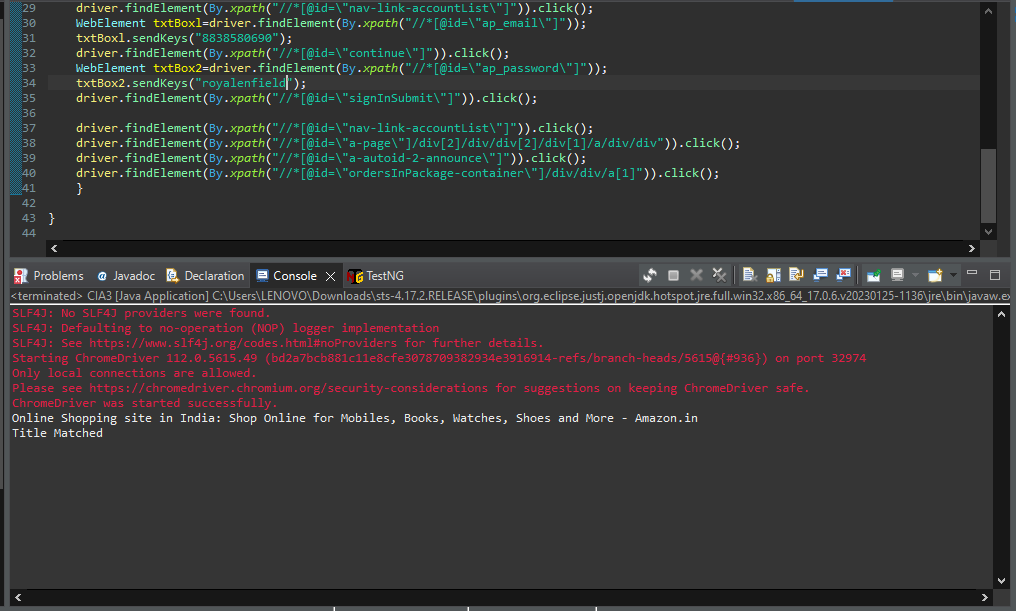 29 driver.findElement(By.xpath("//*[@id=\"nav-link-accountList\"]")).click();
30 WebElement txtBox1=driver.findElement(By.xpath("//*[@id=\"ap_email\"]"));
31 txtBox1.sendKeys("8838580690");
32 driver.findElement(By.xpath("//*[@id=\"continue\"]")).click();
33 WebElement txtBox2=driver.findElement(By.xpath("//*[@id=\"ap_password\"]"));
34 txtBox2.sendKeys("royalenfield");
35 driver.findElement(By.xpath("//*[@id=\"signInSubmit\"]")).click();
36
37 driver.findElement(By.xpath("//*[@id=\"nav-link-accountList\"]")).click();
38 driver.findElement(By.xpath("//*[@id=\"a-page\"]/div[2]/div/div[2]/div[1]/a/div/div")).click();
39 driver.findElement(By.xpath("//*[@id=\"a-autoid-2-announce\"]")).click();
40 driver.findElement(By.xpath("//*[@id=\"ordersInPackage-container\"]/div/div/a[1]")).click();
41 }
42
43 }
44
Problems Javadoc Declaration Console TestNG
<terminated> CIA3 [Java Application] C:\Users\LENOVO\Downloads\sts-4.17.2.RELEASE\plugins\org.eclipse.justj.openjdk.hotspot.jre.full.win32.x86_64_17.0.6.v20230125-1136\jre\bin\javaw.ex
SLF4J: No SLF4J providers were found.
SLF4J: Defaulting to no-operation (NOP) logger implementation
SLF4J: See https://www.slf4j.org/codes.html#noProviders for further details.
Starting ChromeDriver 112.0.5615.49 (bd2a7bcb881c11e8cfe3078709382934e3916914-refs/branch-heads/5615@{#936}) on port 32974
Only local connections are allowed.
Please see https://chromedriver.chromium.org/security-considerations for suggestions on keeping ChromeDriver safe.
ChromeDriver was started successfully.
Online Shopping site in India: Shop Online for Mobiles, Books, Watches, Shoes and More - Amazon.in
Title Matched